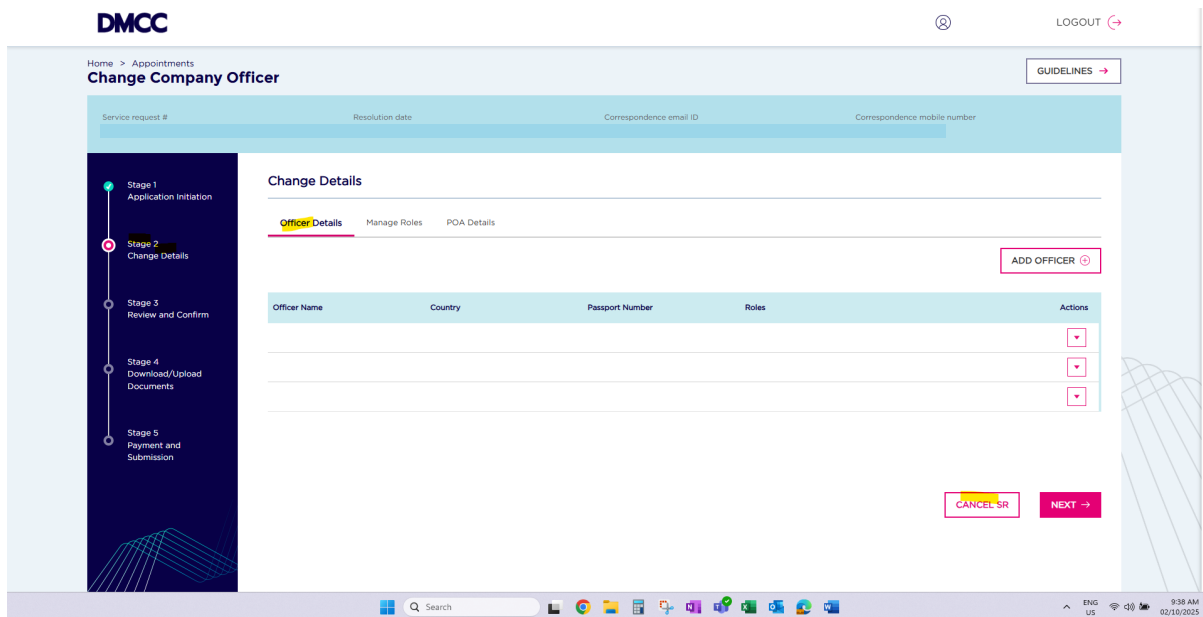 DMCC
LOGOUT
Home > Appointments
Change Company Officer
GUIDELINES →
Service request #
Resolution date
Correspondence email ID
Correspondence mobile number
Stage 1
Application Initiation
Stage 2
Change Details
Stage 3
Review and Confirm
Stage 4
Download/Upload
Documents
Stage 5
Payment and
Submission
Change Details
Officer Details
Manage Roles
POA Details
ADD OFFICER
Officer Name
Country
Passport Number
Roles
Actions
CANCEL SR
NEXT →
Search
ENG
US
9:38 AM
02/10/2025